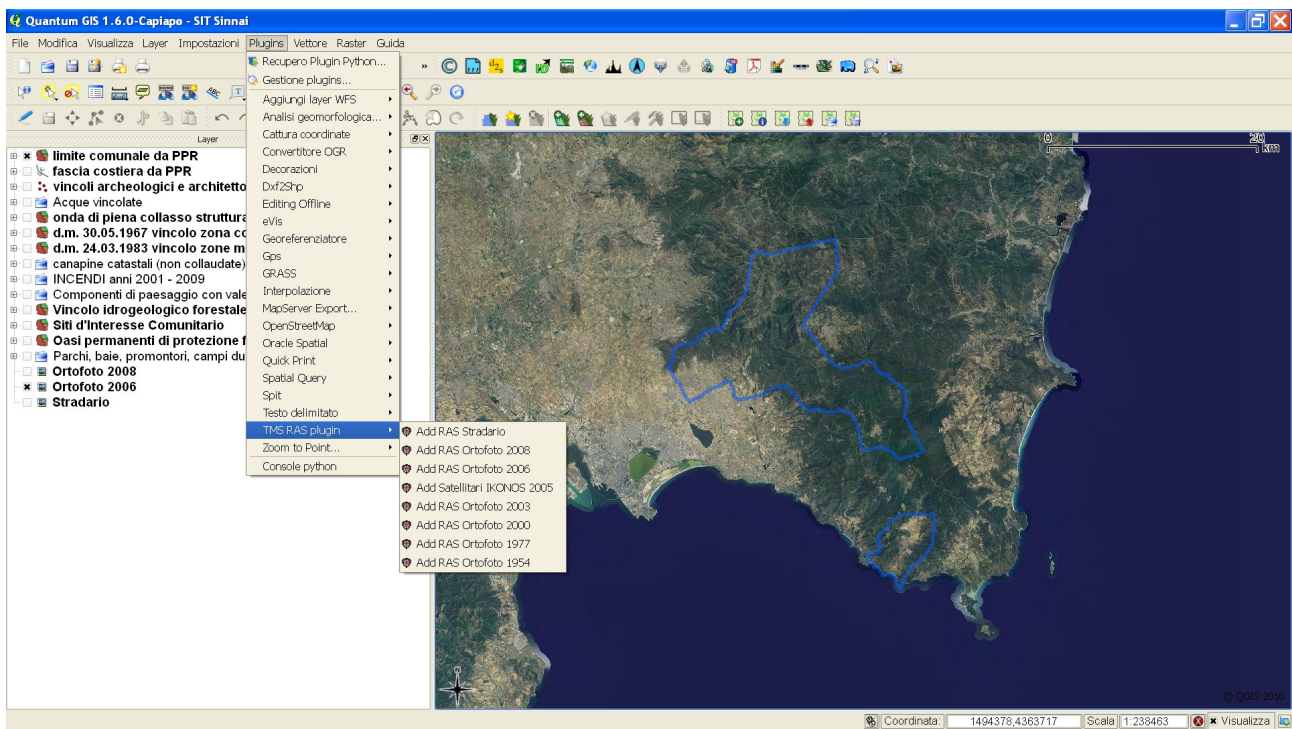 Quantum GIS 1.6.0-Capiapo - SIT Sinnai
File Modifica Visualizza Layer Impostazioni Plugins Vettore Raster Guida
Recupero Plugin Python...
Gestione plugins...
Aggiungi layer WFS
Analisi geomorfologica...
Cattura coordinate
Convertitore OGR
Decorazioni
Dxf2Shp
Editing Offline
eVis
Georeferenziatore
Gps
GRASS
Interpolazione
MapServer Export...
OpenStreetMap
Oracle Spatial
Quick Print
Spatial Query
Spit
Testo delimitato
TMS RAS plugin
Zoom to Point...
Console python
Add RAS Stradario
Add RAS Ortofoto 2008
Add RAS Ortofoto 2006
Add Satellitari IKONOS 2005
Add RAS Ortofoto 2003
Add RAS Ortofoto 2000
Add RAS Ortofoto 1977
Add RAS Ortofoto 1954
Layer
limite comunale da PPR
fascia costiera da PPR
vincoli archeologici e architetto
Acque vincolate
onda di piena collasso struttura
d.m. 30.05.1967 vincolo zona co
d.m. 24.03.1983 vincolo zone m
canapine catastali (non collaudate)
INCENDI anni 2001 - 2009
Componenti di paesaggio con vale
Vincolo idrogeologico forestale
Siti d'Interesse Comunitario
Oasi permanenti di protezione f
Parchi, baie, promontori, campi du
Ortofoto 2008
Ortofoto 2006
Stradario
0 20
km
© QGIS 2010
Coordinata: 1494378,4363717 Scala 1:238463 Visualizza